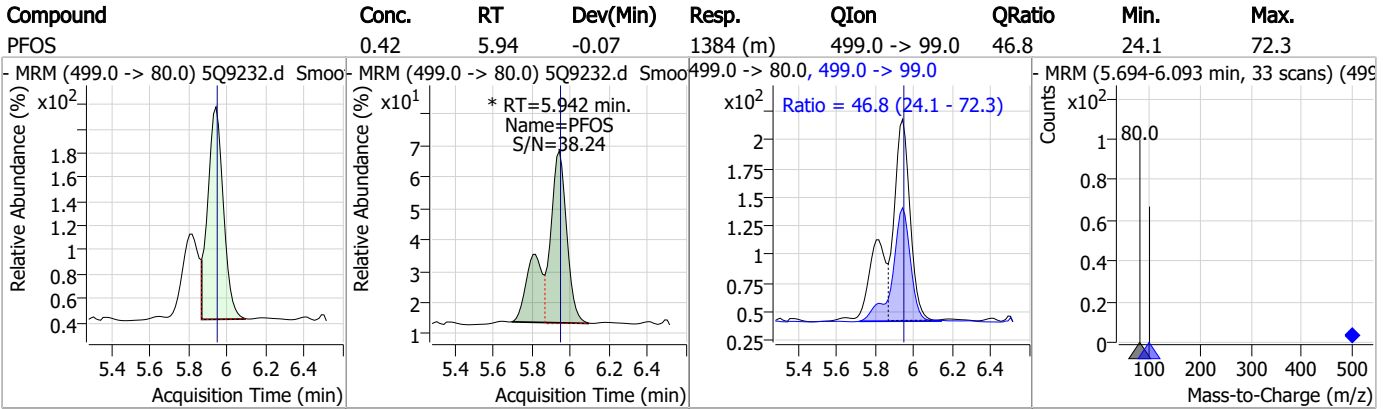 Compound Conc. RT Dev(Min) Resp. QIon QRatio Min. Max.
PFOS 0.42 5.94 -0.07 1384 (m) 499.0 -> 99.0 46.8 24.1 72.3
- MRM (499.0 -> 80.0) 5Q9232.d Smoo
x10²
Relative Abundance (%)
1.8
1.6
1.4
1.2
1
0.8
0.6
0.4
5.4 5.6 5.8 6 6.2 6.4
Acquisition Time (min)
- MRM (499.0 -> 80.0) 5Q9232.d Smoo
x10¹
Relative Abundance (%)
* RT=5.942 min.
Name=PFOS
S/N=38.24
7
6
5
4
3
2
1
5.4 5.6 5.8 6 6.2 6.4
Acquisition Time (min)
499.0 -> 80.0, 499.0 -> 99.0
x10²
Ratio = 46.8 (24.1 - 72.3)
2
1.75
1.5
1.25
1
0.75
0.5
0.25
5.4 5.6 5.8 6 6.2 6.4
Acquisition Time (min)
- MRM (5.694-6.093 min, 33 scans) (499
x10²
Counts
80.0
1
0.8
0.6
0.4
0.2
0
100 200 300 400 500
Mass-to-Charge (m/z)